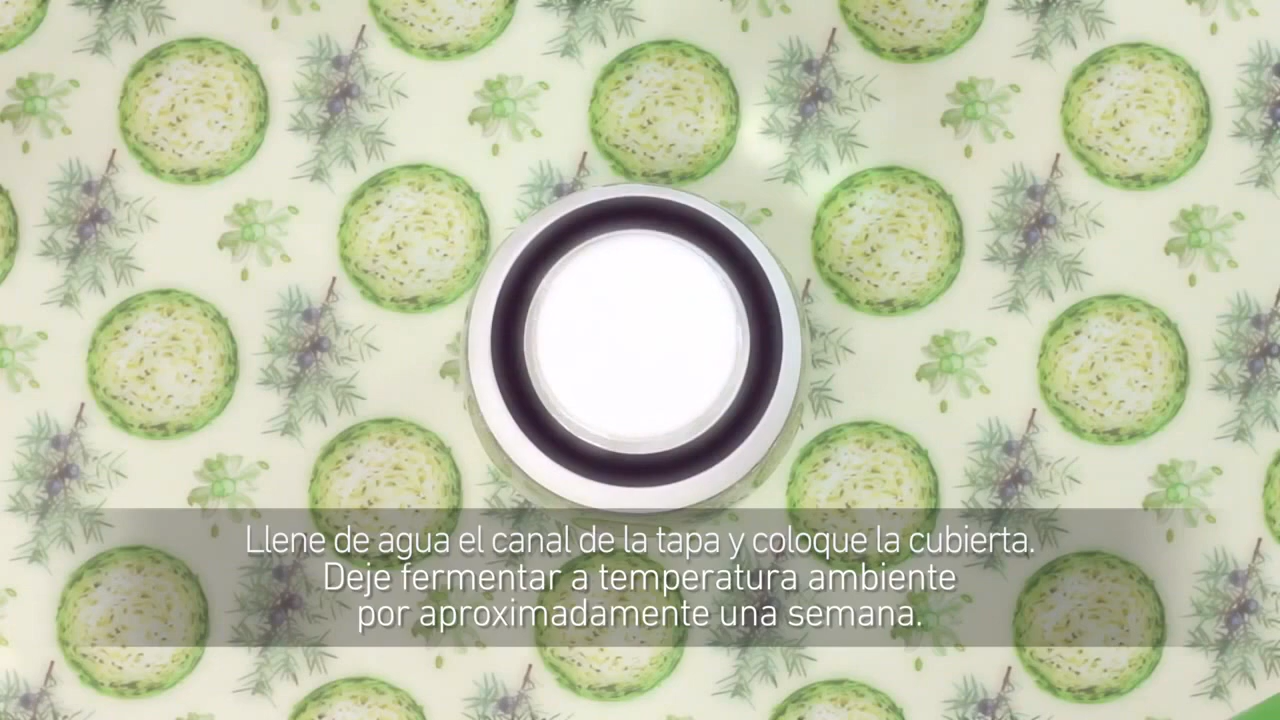 Llene de agua el canal de la tapa y coloque la cubierta.
Deje fermentar a temperatura ambiente
por aproximadamente una semana.